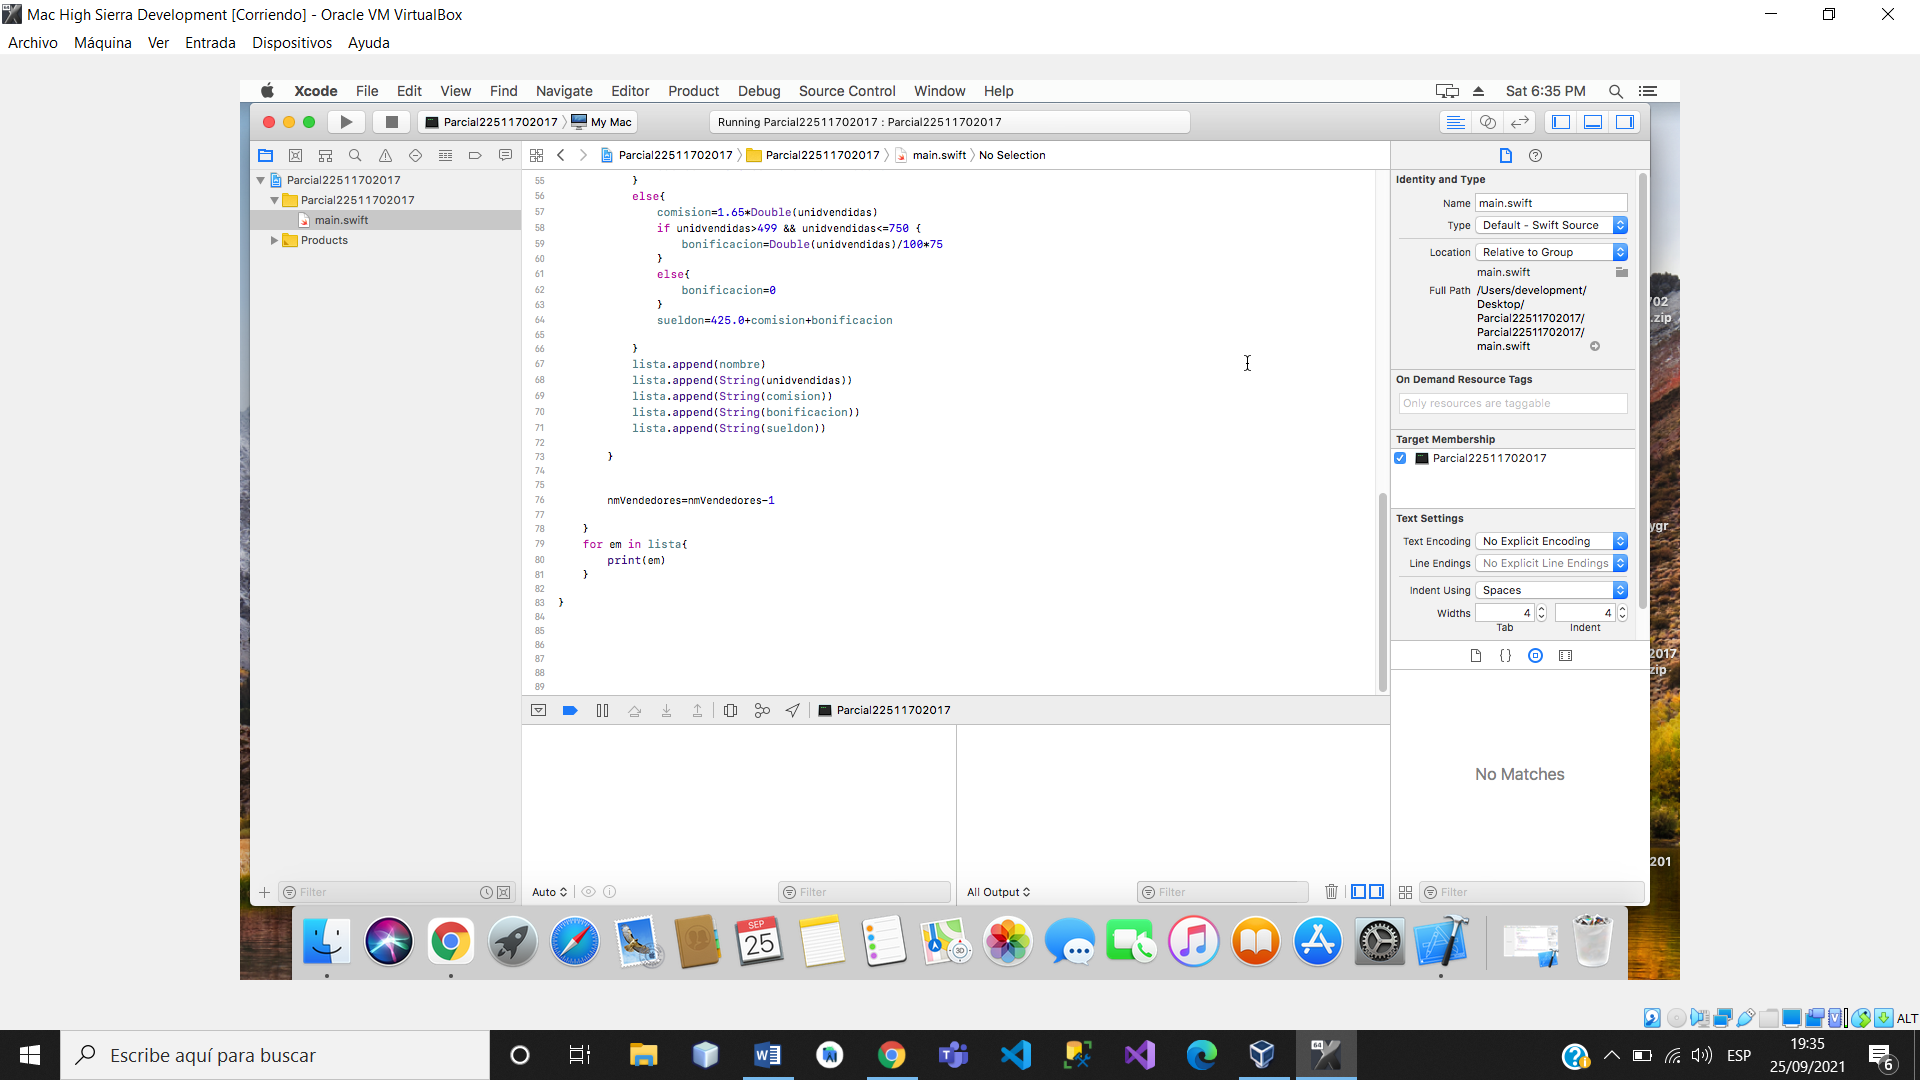 Mac High Sierra Development [Corriendo] - Oracle VM VirtualBox
Archivo Máquina Ver Entrada Dispositivos Ayuda
Xcode File Edit View Find Navigate Editor Product Debug Source Control Window Help
Sat 6:35 PM
Parcial22511702017 〉 My Mac
Running Parcial22511702017 : Parcial22511702017
Parcial22511702017 〉 Parcial22511702017 〉 main.swift 〉 No Selection
Parcial22511702017
Parcial22511702017
main.swift
Products
55 }
56 else{
57 comision=1.65*Double(unidvendidas)
58 if unidvendidas>499 && unidvendidas<=750 {
59 bonificacion=Double(unidvendidas)/100*75
60 }
61 else{
62 bonificacion=0
63 }
64 sueldon=425.0+comision+bonificacion
65
66 }
67 lista.append(nombre)
68 lista.append(String(unidvendidas))
69 lista.append(String(comision))
70 lista.append(String(bonificacion))
71 lista.append(String(sueldon))
72
73 }
74
75
76 nmVendedores=nmVendedores-1
77
78 }
79 for em in lista{
80 print(em)
81 }
82
83 }
84
85
86
87
88
89
Identity and Type
Name main.swift
Type Default - Swift Source
Location Relative to Group
main.swift
Full Path /Users/development/
Desktop/
Parcial22511702017/
Parcial22511702017/
main.swift
On Demand Resource Tags
Only resources are taggable
Target Membership
Parcial22511702017
Text Settings
Text Encoding No Explicit Encoding
Line Endings No Explicit Line Endings
Indent Using Spaces
Widths 4 4
Tab Indent
{ }
No Matches
Parcial22511702017
Filter
Auto
Filter
All Output
Filter
Filter
702
.zip
ygr
2017
zip
201
SEP
25
3D
ALT
Escribe aquí para buscar
ESP
19:35
25/09/2021
6